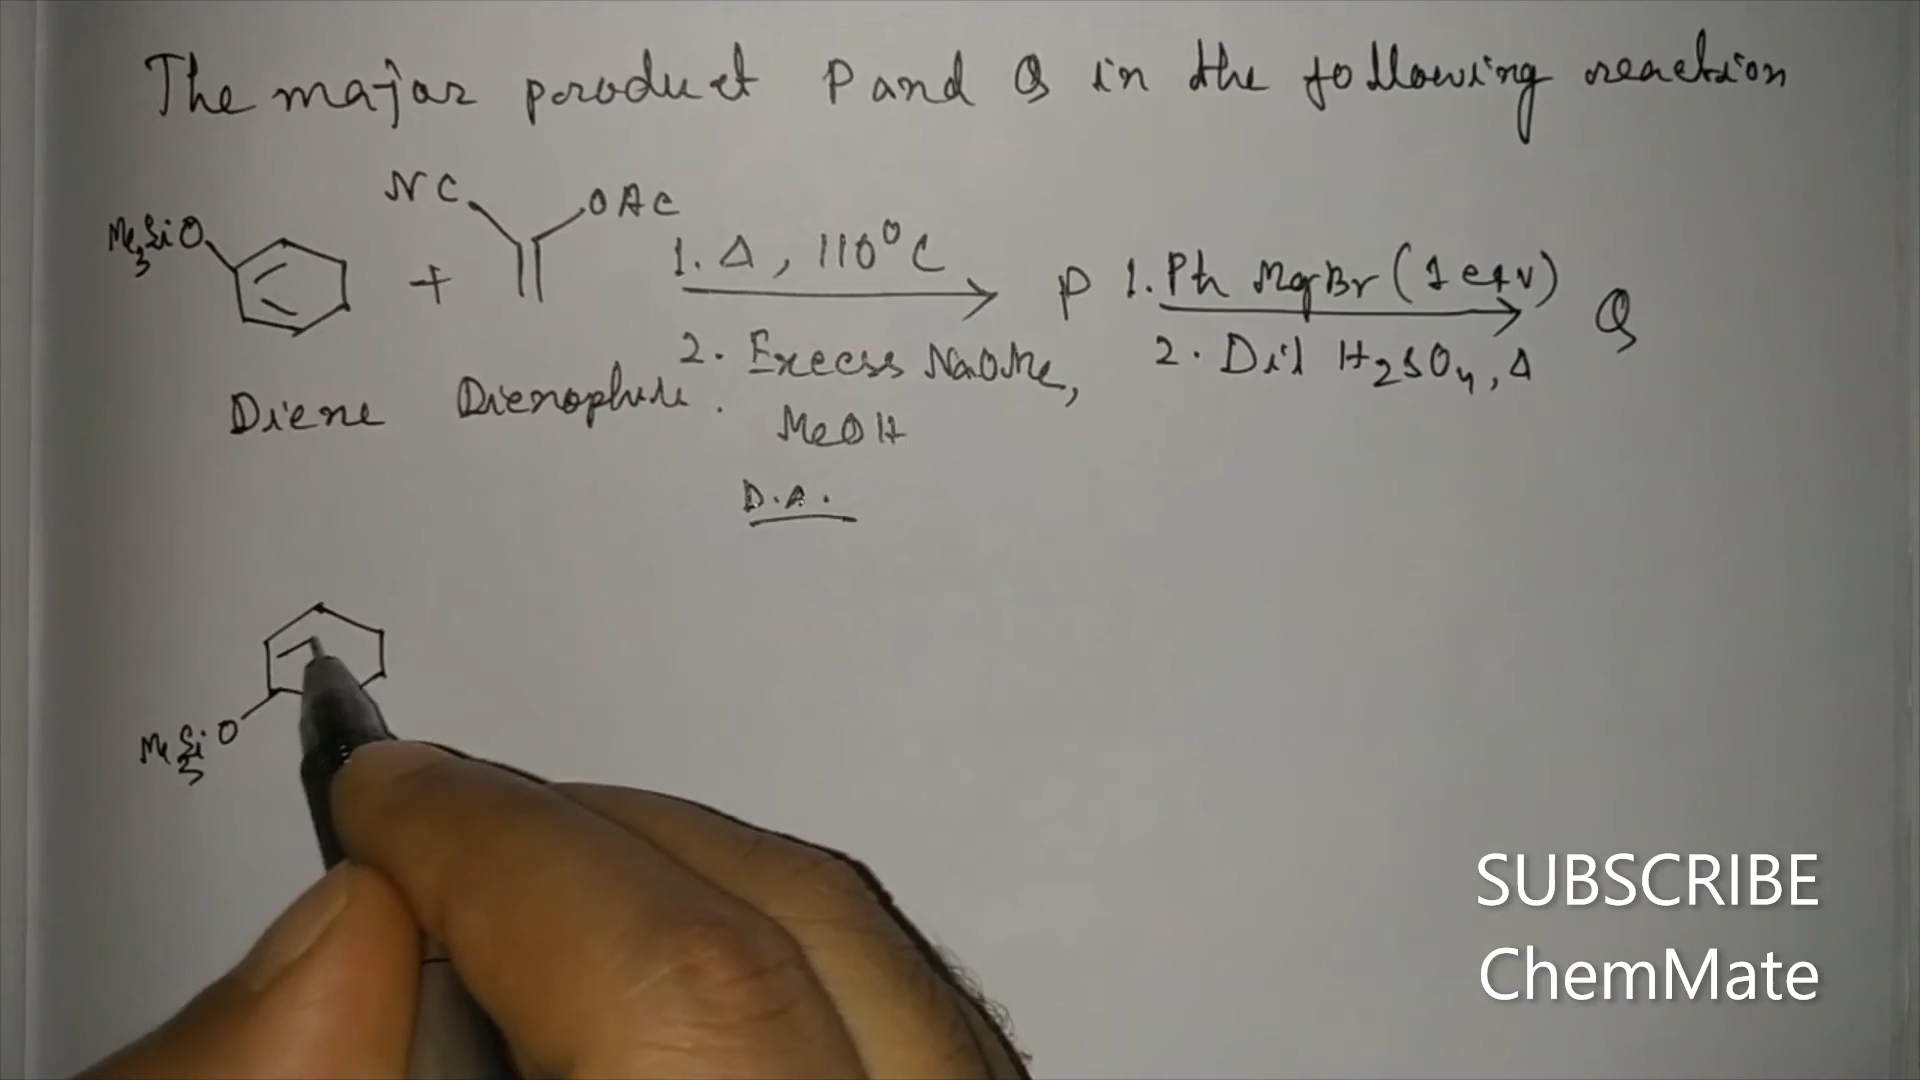 The major product P and Q in the following reaction
Me3SiO + NC OAc 1. Δ, 110°C P 1. Ph MgBr (1 eqv) Q
2. Excess NaOMe, MeOH 2. Dil H2SO4, Δ
Diene Dienophile.
D.A.
Me3SiO
SUBSCRIBE
ChemMate